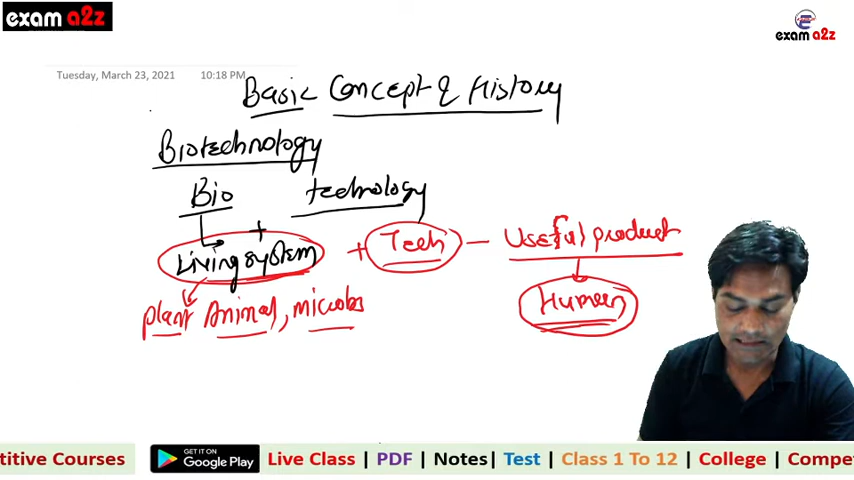 exam a2z
exam a2z
Tuesday, March 23, 2021 10:18 PM
Basic Concept & History
Biotechnology
Bio technology
+
Living system + Tech — Useful product
plant Animal, microbs
Human
titive Courses GET IT ON Google Play Live Class | PDF | Notes | Test | Class 1 To 12 | College | Compe